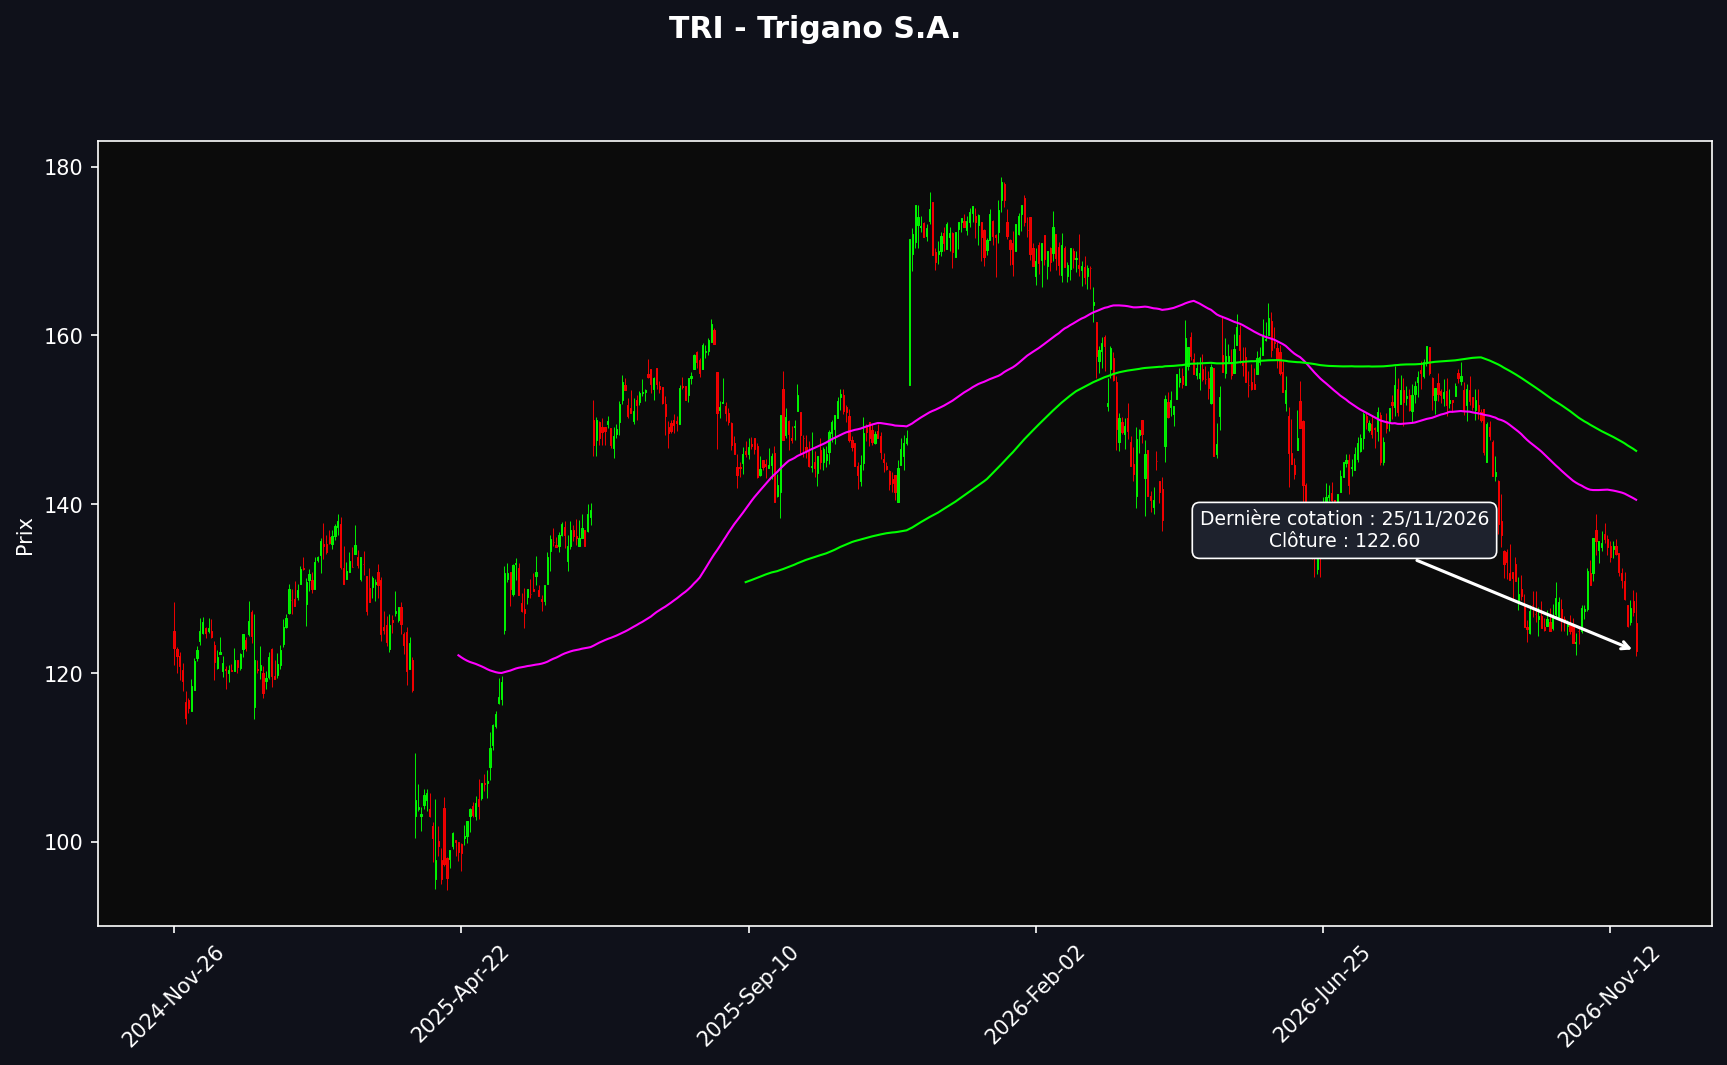 TRI - Trigano S.A.
Prix
180
160
140
120
100
Dernière cotation : 25/11/2026
Clôture : 122.60
2024-Nov-26
2025-Apr-22
2025-Sep-10
2026-Feb-02
2026-Jun-25
2026-Nov-12